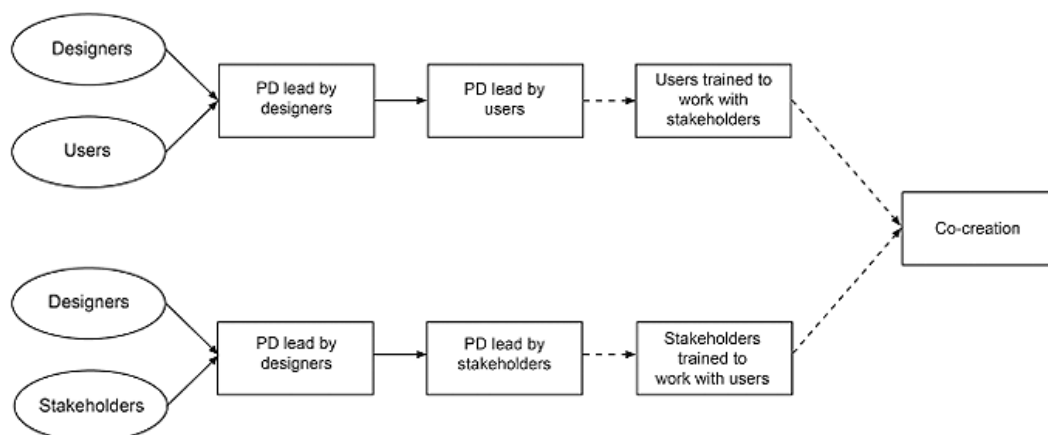 Designers
Users
PD lead by
designers
PD lead by
users
Users trained to
work with
stakeholders
Co-creation
Designers
Stakeholders
PD lead by
designers
PD lead by
stakeholders
Stakeholders
trained to
work with users